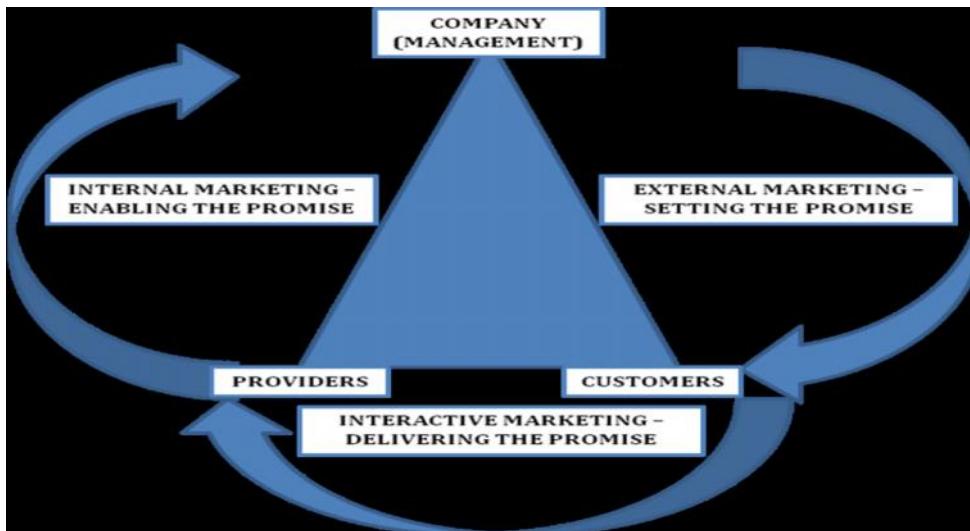 COMPANY
(MANAGEMENT)
INTERNAL MARKETING –
ENABLING THE PROMISE
EXTERNAL MARKETING –
SETTING THE PROMISE
PROVIDERS
CUSTOMERS
INTERACTIVE MARKETING –
DELIVERING THE PROMISE